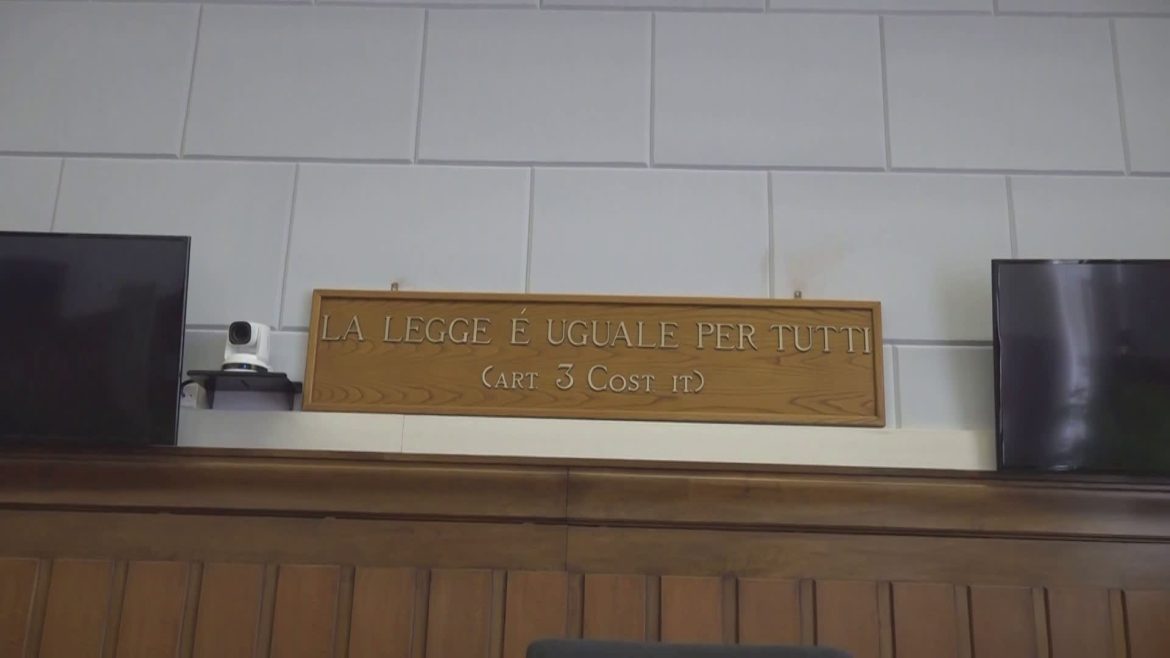 LA LEGGE É UGUALE PER TUTTI
(ART. 3 COST. IT.)